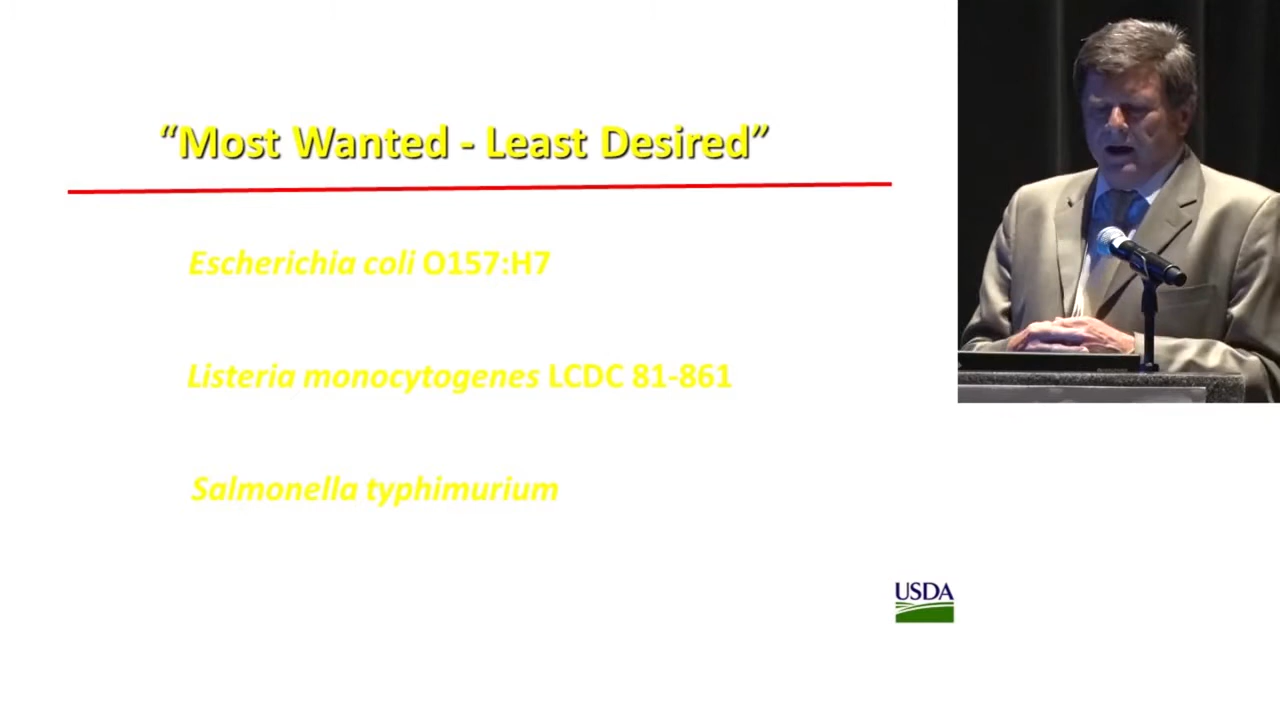 “Most Wanted - Least Desired”
Escherichia coli O157:H7
Listeria monocytogenes LCDC 81-861
Salmonella typhimurium
USDA